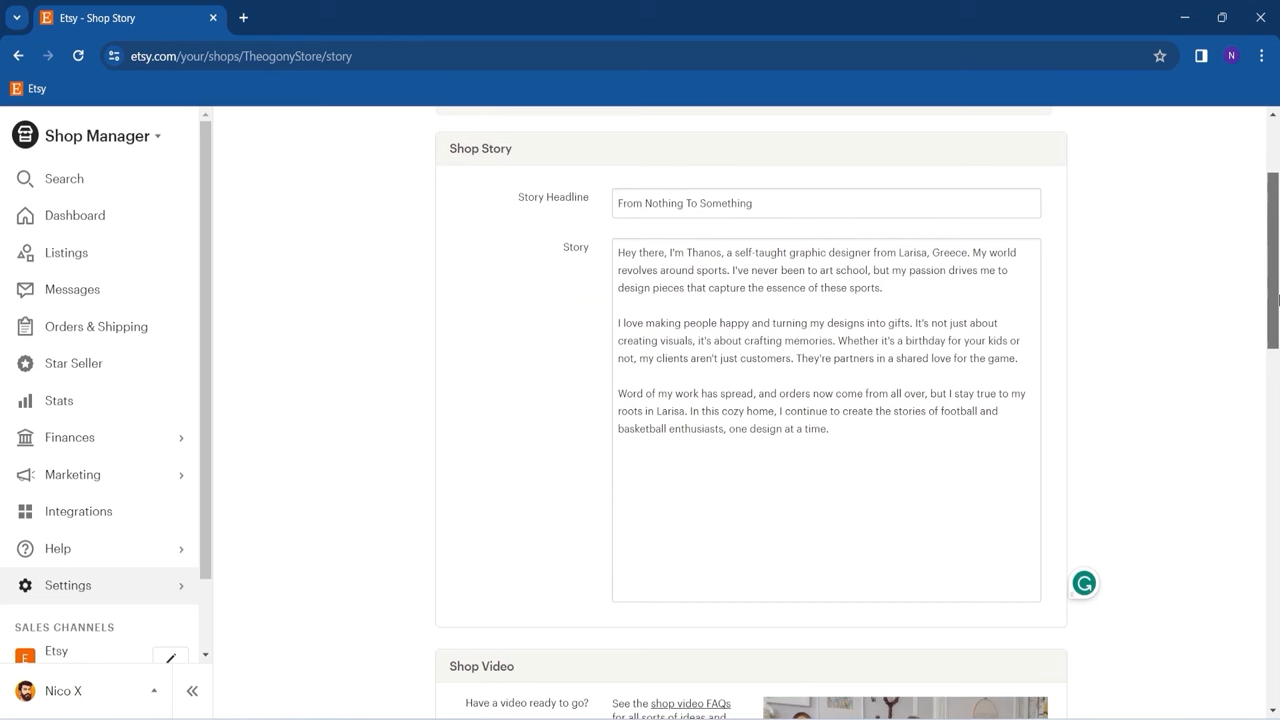 Etsy - Shop Story
etsy.com/your/shops/TheogonyStore/story
N
Etsy
Shop Manager
Search
Dashboard
Listings
Messages
Orders & Shipping
Star Seller
Stats
Finances
Marketing
Integrations
Help
Settings
SALES CHANNELS
Etsy
Nico X
Shop Story
Story Headline
From Nothing To Something
Story
Hey there, I'm Thanos, a self-taught graphic designer from Larisa, Greece. My world
revolves around sports. I've never been to art school, but my passion drives me to
design pieces that capture the essence of these sports.
I love making people happy and turning my designs into gifts. It's not just about
creating visuals, it's about crafting memories. Whether it's a birthday for your kids or
not, my clients aren't just customers. They're partners in a shared love for the game.
Word of my work has spread, and orders now come from all over, but I stay true to my
roots in Larisa. In this cozy home, I continue to create the stories of football and
basketball enthusiasts, one design at a time.
Shop Video
Have a video ready to go?
See the shop video FAQs
for all sorts of ideas and